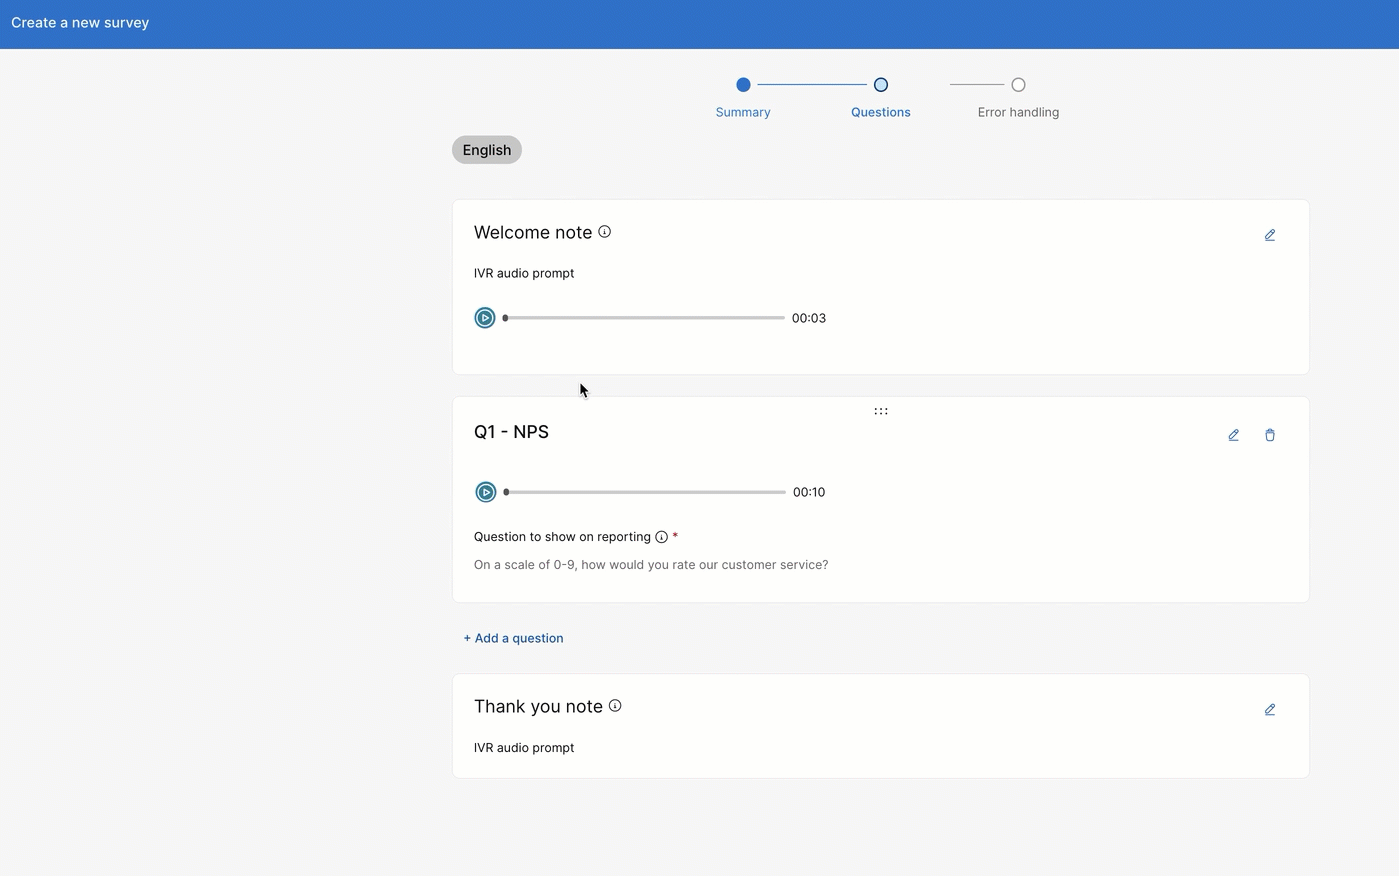 Create a new survey
Summary
Questions
Error handling
English
Welcome note
IVR audio prompt
00:03
Q1 - NPS
00:10
Question to show on reporting *
On a scale of 0-9, how would you rate our customer service?
+ Add a question
Thank you note
IVR audio prompt